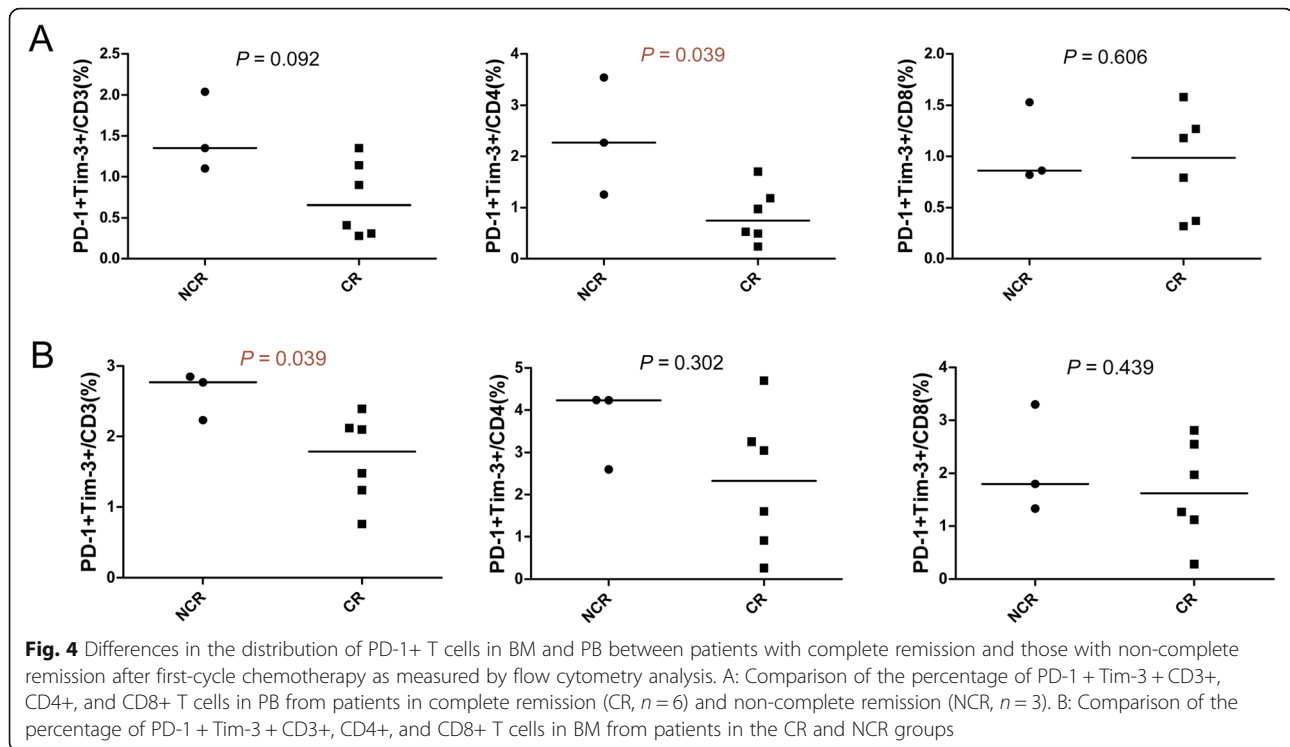 A
P = 0.092
PD-1+Tim-3+/CD3(%)
2.5
2.0
1.5
1.0
0.5
0.0
NCR
CR
P = 0.039
PD-1+Tim-3+/CD4(%)
4
3
2
1
0
NCR
CR
P = 0.606
PD-1+Tim-3+/CD8(%)
2.0
1.5
1.0
0.5
0.0
NCR
CR
B
P = 0.039
PD-1+Tim-3+/CD3(%)
3
2
1
0
NCR
CR
P = 0.302
PD-1+Tim-3+/CD4(%)
5
4
3
2
1
0
NCR
CR
P = 0.439
PD-1+Tim-3+/CD8(%)
4
3
2
1
0
NCR
CR
Fig. 4 Differences in the distribution of PD-1+ T cells in BM and PB between patients with complete remission and those with non-complete
remission after first-cycle chemotherapy as measured by flow cytometry analysis. A: Comparison of the percentage of PD-1 + Tim-3 + CD3+,
CD4+, and CD8+ T cells in PB from patients in complete remission (CR, n = 6) and non-complete remission (NCR, n = 3). B: Comparison of the
percentage of PD-1 + Tim-3 + CD3+, CD4+, and CD8+ T cells in BM from patients in the CR and NCR groups